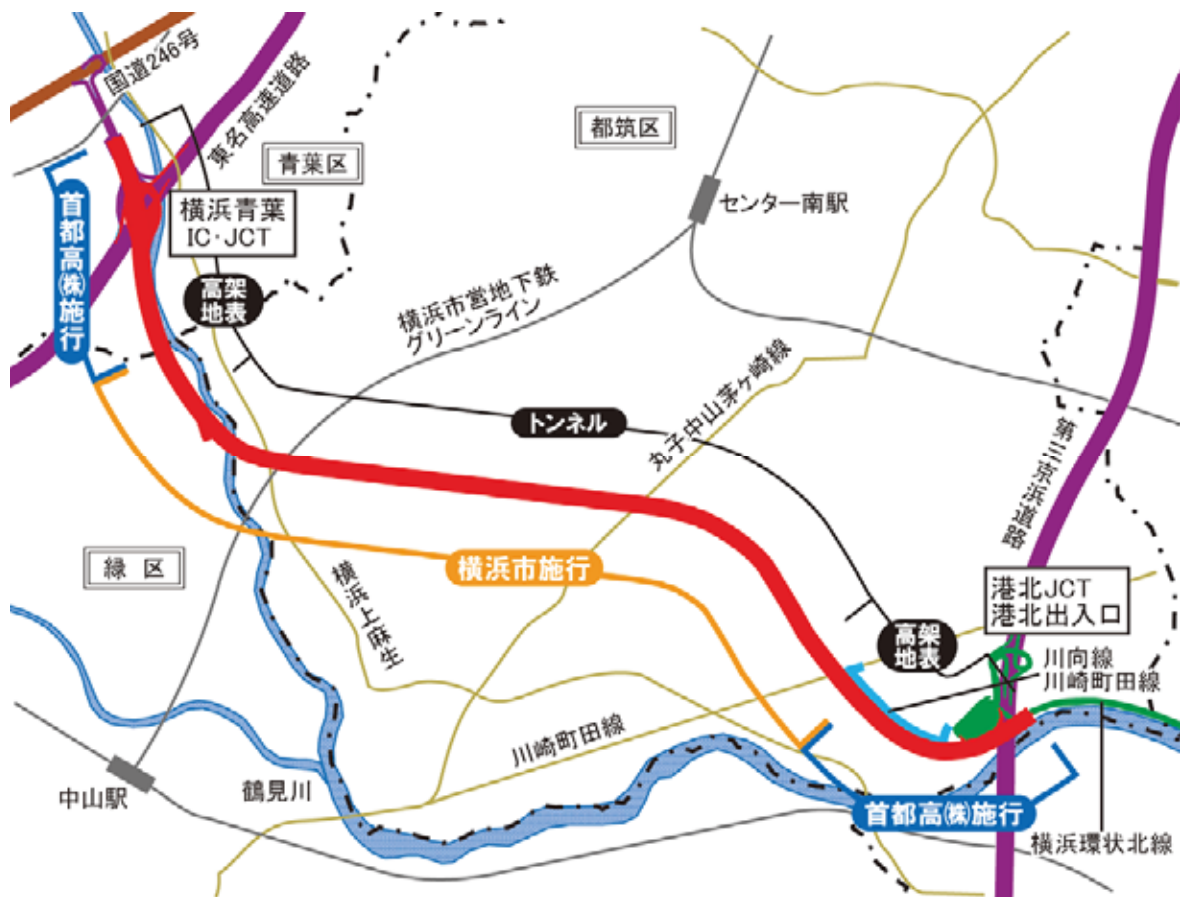 国道246号
東名高速道路
青葉区
都筑区
首都高㈱施行
横浜青葉
IC・JCT
センター南駅
高架
地表
横浜市営地下鉄
グリーンライン
トンネル
丸子中山茅ヶ崎線
第三京浜道路
緑区
横浜市施行
横浜上麻生
港北JCT
港北出入口
高架
地表
川向線
川崎町田線
川崎町田線
中山駅
鶴見川
首都高㈱施行
横浜環状北線